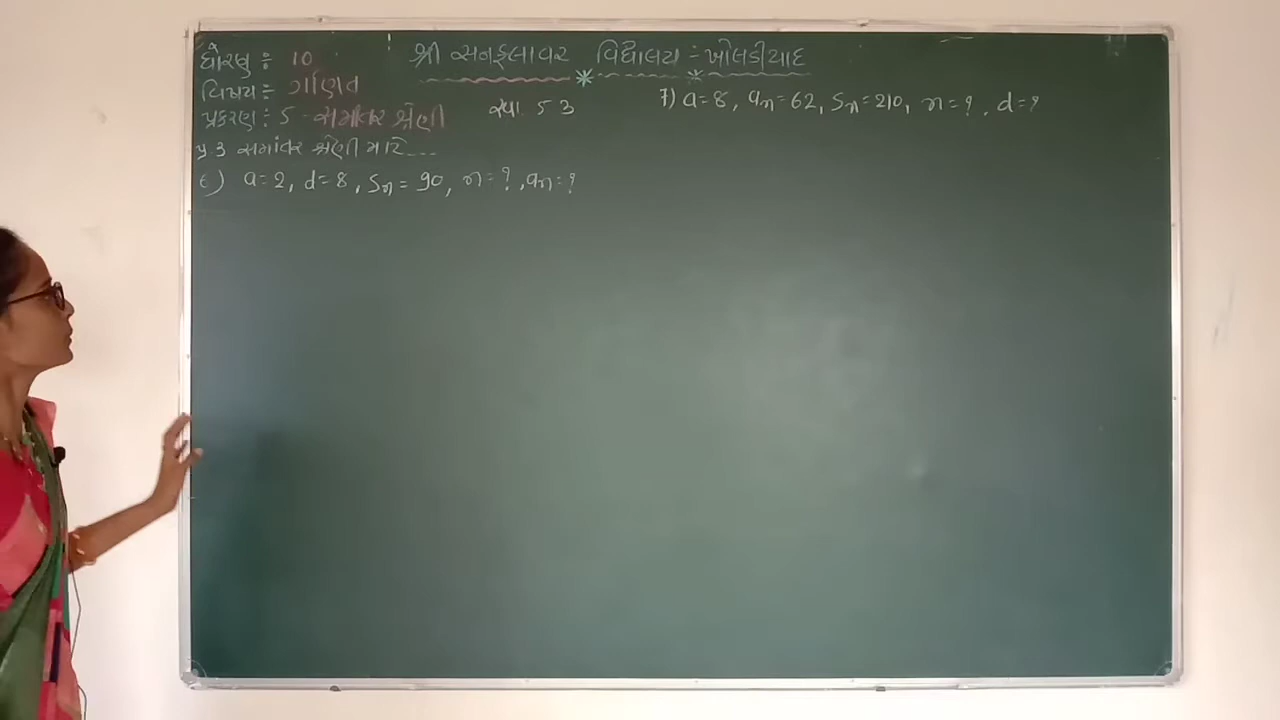 શ્રી સનફલાવર વિદ્યાલય - ખોલડીયાદ
ધોરણ : 10
વિષય : ગણિત
પ્રકરણ : 5 - સમાંતર શ્રેણી
સ્વા. 5.3
પ્ર 3 સમાંતર શ્રેણી માટે ....
6) a = 2, d = 8, Sn = 90, n = ?, an = ?
7) a = 8, an = 62, Sn = 210, n = ?, d = ?